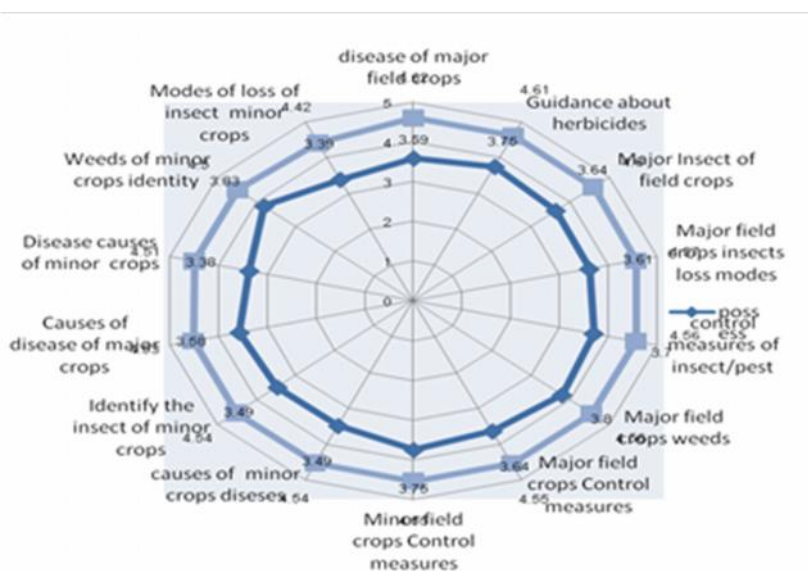 disease of major
field crops
Guidance about
herbicides
4.61
Major Insect of
field crops
3.64
Major field
crops insects
loss modes
3.61
poss
ess
control
measures of
insect/pest
4.56
3.7
Major field
crops weeds
3.8
Major field
crops Control
measures
3.64
4.55
Minor field
crops Control
measures
3.75
causes of minor
crops diseses
3.49
4.54
Identify the
insect of minor
crops
3.49
4.54
Causes of
disease of major
crops
3.58
Disease causes
of minor crops
4.51
3.38
Weeds of minor
crops identity
3.63
Modes of loss of
insect minor
crops
4.42
3.39
3.59
3.75
5
4
3
2
1
0